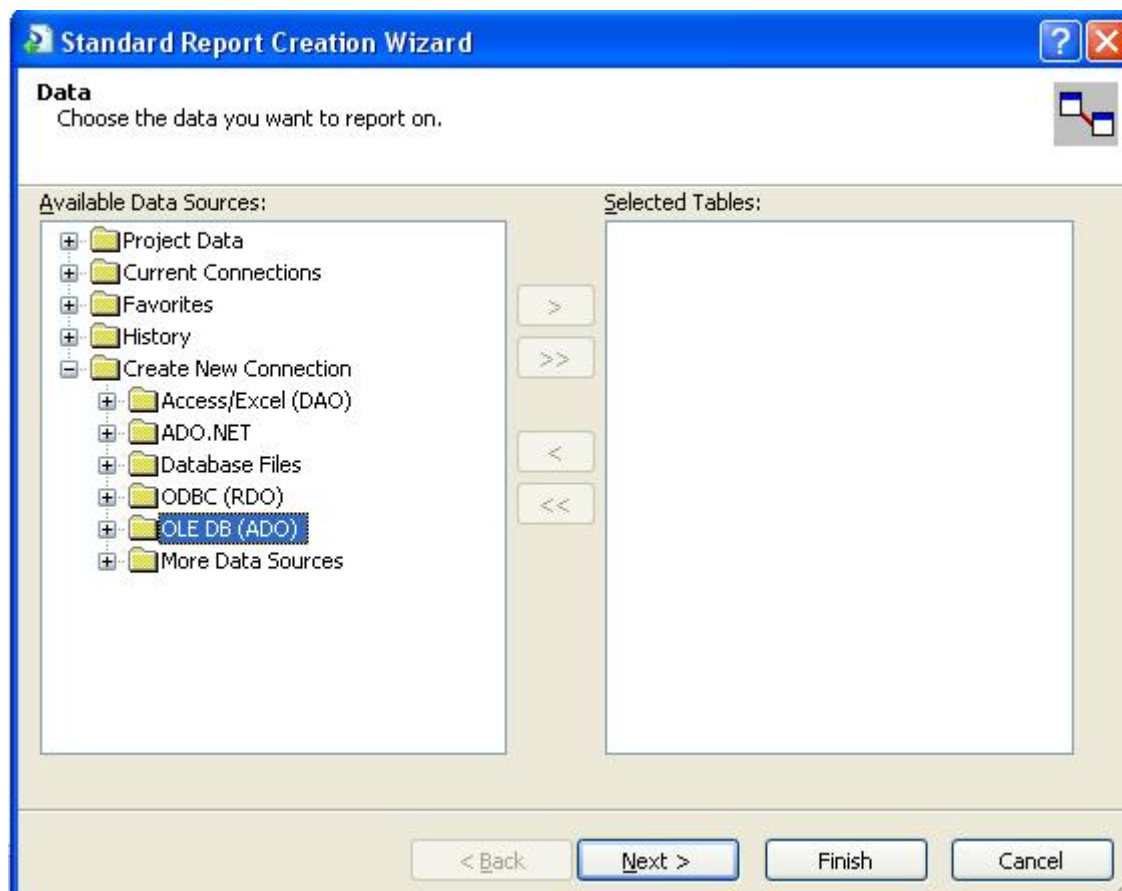 Standard Report Creation Wizard
Data
Choose the data you want to report on.
Available Data Sources:
Project Data
Current Connections
Favorites
History
Create New Connection
Access/Excel (DAO)
ADO.NET
Database Files
ODBC (RDO)
OLE DB (ADO)
More Data Sources
>
>>
<
<<
Selected Tables:
< Back
Next >
Finish
Cancel